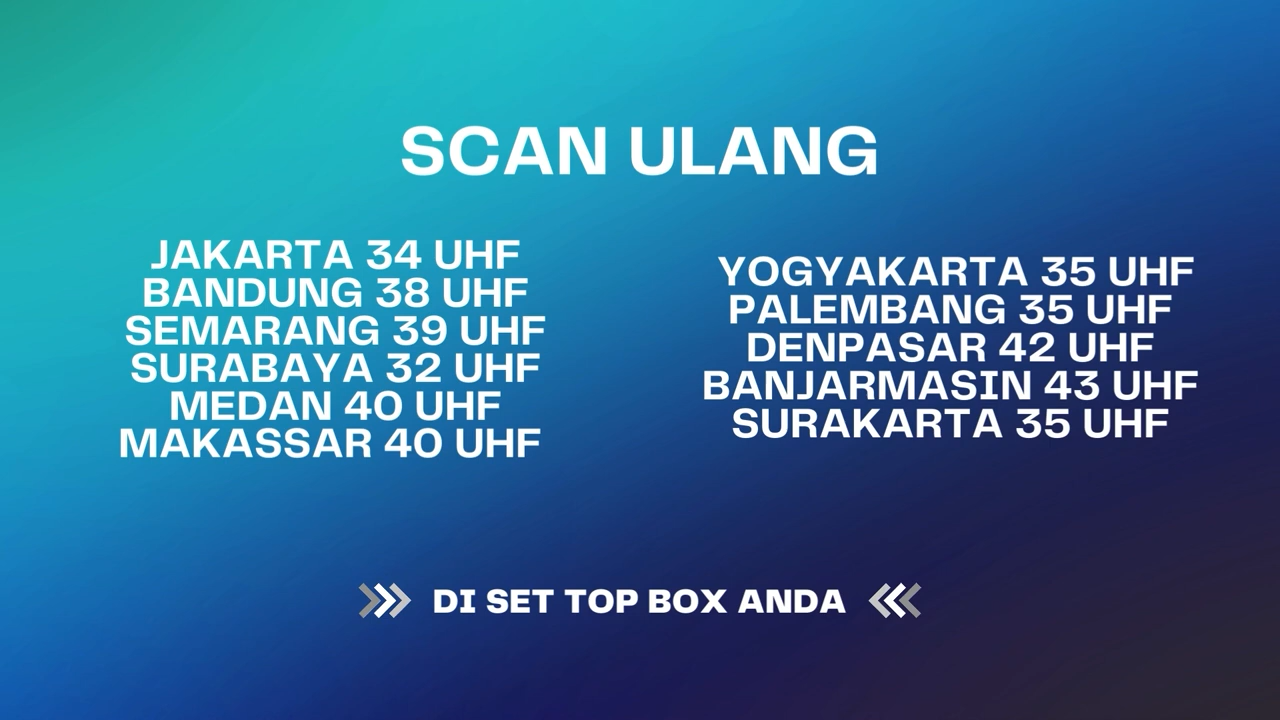 SCAN ULANG
JAKARTA 34 UHF
BANDUNG 38 UHF
SEMARANG 39 UHF
SURABAYA 32 UHF
MEDAN 40 UHF
MAKASSAR 40 UHF
YOGYAKARTA 35 UHF
PALEMBANG 35 UHF
DENPASAR 42 UHF
BANJARMASIN 43 UHF
SURAKARTA 35 UHF
DI SET TOP BOX ANDA